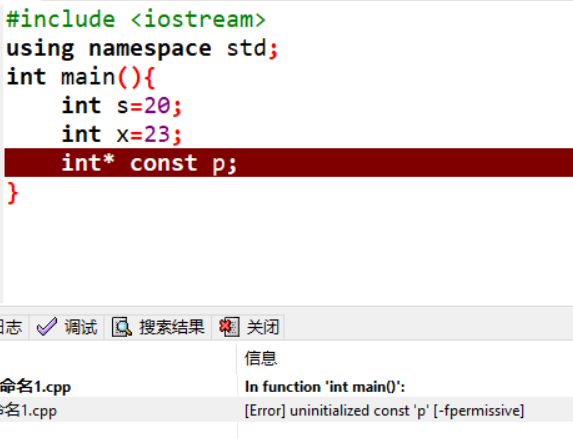 #include <iostream>
using namespace std;
int main(){
    int s=20;
    int x=23;
    int* const p;
}
日志 调试 搜索结果 关闭
信息
命名1.cpp In function 'int main()':
名1.cpp [Error] uninitialized const 'p' [-fpermissive]